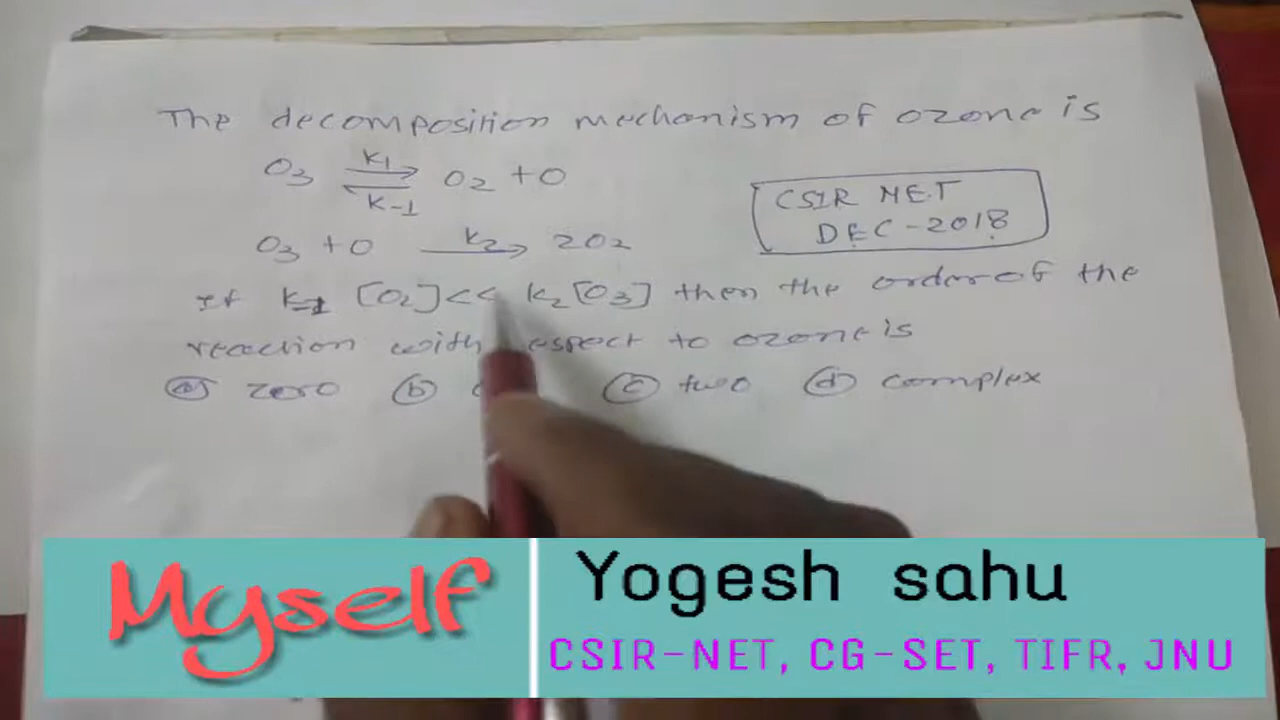 The decomposition mechanism of ozone is
O3 k1 ⇌ k-1 O2 + O
O3 + O k2 → 2O2
CSIR NET
DEC-2018
If k-1 [O2] << k2 [O3] then the order of the
reaction with respect to ozone is
(a) zero (b) (c) two (d) complex
Myself
Yogesh sahu
CSIR-NET, CG-SET, TIFR, JNU